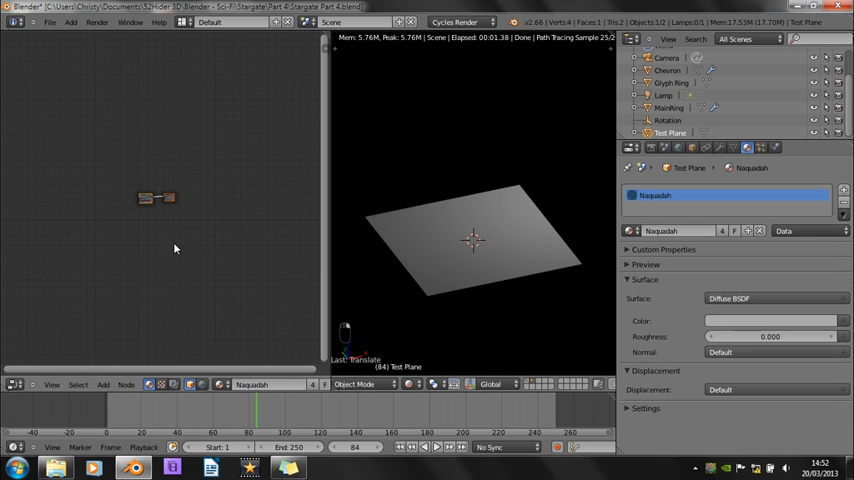 Blender* [C:\Users\Christy\Documents\52Hider 3D\Blender - Sci-Fi\Stargate\Part 4\Stargate Part 4.blend]
File Add Render Window Help Default Scene Cycles Render v2.66 | Verts:4 | Faces:1 | Tris:2 | Objects:1/2 | Lamps:0/1 | Mem:17.53M (17.70M) | Test Plane
Mem: 5.76M, Peak: 5.76M | Scene | Elapsed: 00:01.38 | Done | Path Tracing Sample 25/2
View Search All Scenes
Camera
Chevron
Glyph Ring
Lamp
MainRing
Rotation
Test Plane
Test Plane Naquadah
Naquadah
Naquadah 4 F Data
Custom Properties
Preview
Surface
Surface: Diffuse BSDF
Color:
Roughness: 0.000
Normal: Default
Displacement
Displacement: Default
Settings
Last: Translate
(84) Test Plane
View Select Add Node Naquadah 4 F Object Mode Global
-40 -20 0 20 40 60 80 100 120 140 160 180 200 220 240 260
View Marker Frame Playback Start: 1 End: 250 84 No Sync
14:52
20/03/2013